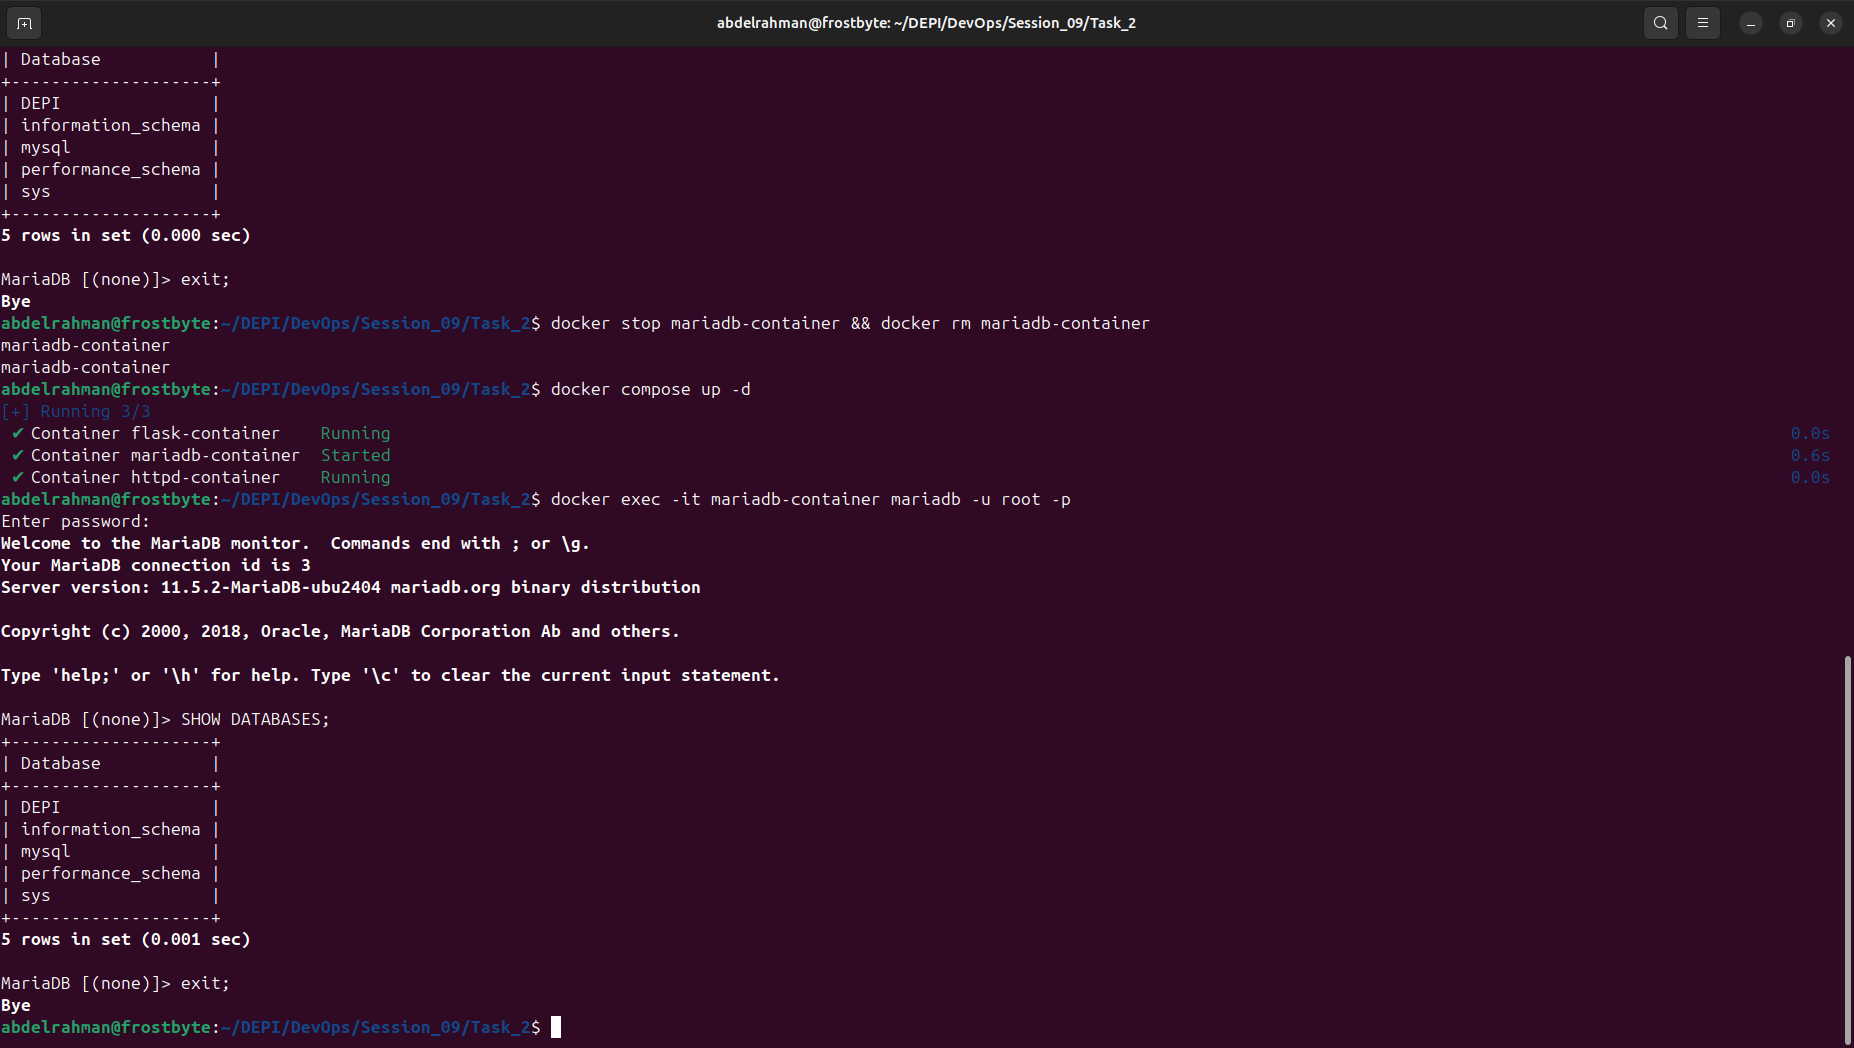 abdelrahman@frostbyte: ~/DEPI/DevOps/Session_09/Task_2
| Database           |
+--------------------+
| DEPI               |
| information_schema |
| mysql              |
| performance_schema |
| sys                |
+--------------------+
5 rows in set (0.000 sec)
MariaDB [(none)]> exit;
Bye
abdelrahman@frostbyte:~/DEPI/DevOps/Session_09/Task_2$ docker stop mariadb-container && docker rm mariadb-container
mariadb-container
mariadb-container
abdelrahman@frostbyte:~/DEPI/DevOps/Session_09/Task_2$ docker compose up -d
[+] Running 3/3
✔ Container flask-container    Running 0.0s
✔ Container mariadb-container  Started 0.6s
✔ Container httpd-container    Running 0.0s
abdelrahman@frostbyte:~/DEPI/DevOps/Session_09/Task_2$ docker exec -it mariadb-container mariadb -u root -p
Enter password:
Welcome to the MariaDB monitor.  Commands end with ; or \g.
Your MariaDB connection id is 3
Server version: 11.5.2-MariaDB-ubu2404 mariadb.org binary distribution
Copyright (c) 2000, 2018, Oracle, MariaDB Corporation Ab and others.
Type 'help;' or '\h' for help. Type '\c' to clear the current input statement.
MariaDB [(none)]> SHOW DATABASES;
+--------------------+
| Database           |
+--------------------+
| DEPI               |
| information_schema |
| mysql              |
| performance_schema |
| sys                |
+--------------------+
5 rows in set (0.001 sec)
MariaDB [(none)]> exit;
Bye
abdelrahman@frostbyte:~/DEPI/DevOps/Session_09/Task_2$